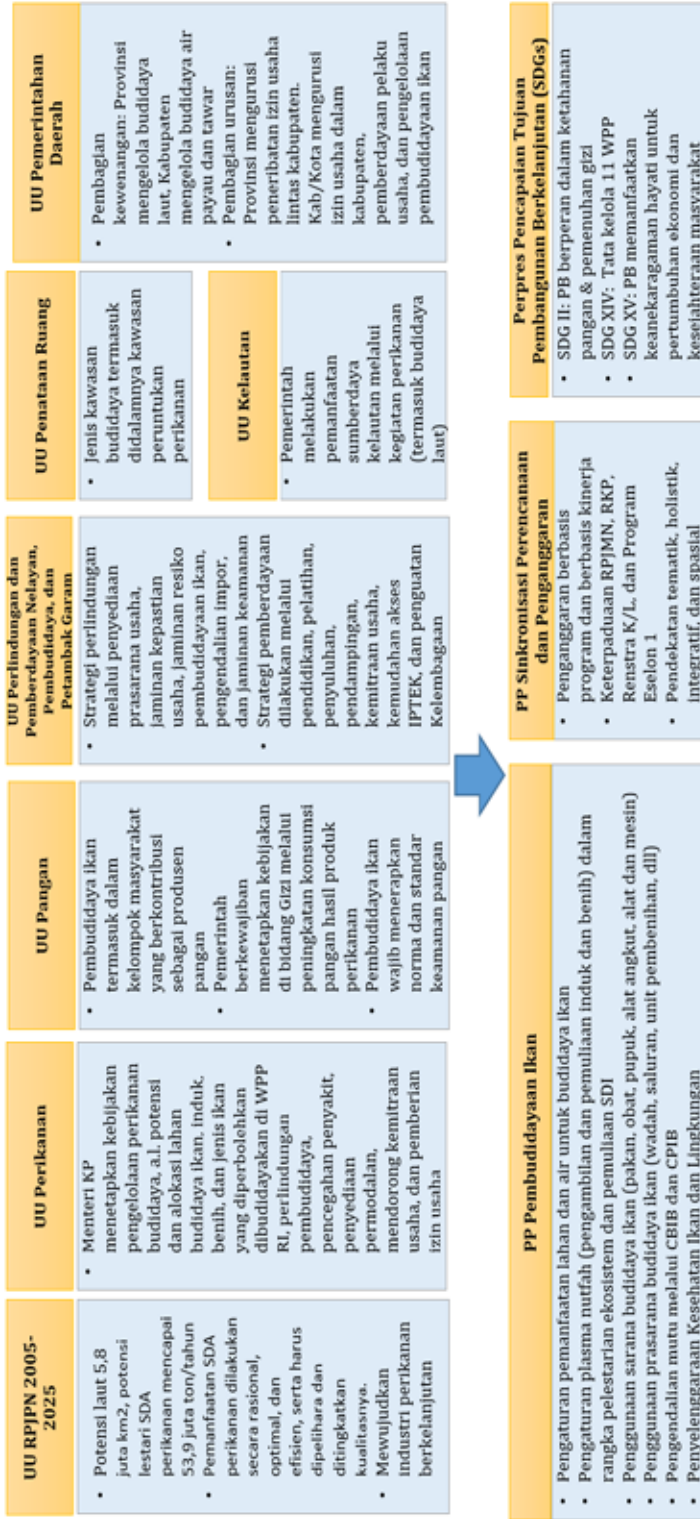 UU RPJPN 2005-
2025
• Potensi laut 5,8
juta km2, potensi
lestari SDA
perikanan mencapai
53,9 juta ton/tahun
• Pemanfaatan SDA
perikanan dilakukan
secara rasional,
optimal, dan
efisien, serta harus
dipelihara dan
ditingkatkan
kualitasnya.
• Mewujudkan
industri perikanan
berkelanjutan
UU Perikanan
• Menteri KP
menetapkan kebijakan
pengelolaan perikanan
budidaya, a.l. potensi
dan alokasi lahan
budidaya ikan, induk,
benih, dan jenis ikan
yang diperbolehkan
dibudidayakan di WPP
RI, perlindungan
pembudidaya,
pencegahan penyakit,
penyediaan
permodalan,
mendorong kemitraan
usaha, dan pemberian
izin usaha
UU Pangan
• Pembudidaya ikan
termasuk dalam
kelompok masyarakat
yang berkontribusi
sebagai produsen
pangan
• Pemerintah
berkewajiban
menetapkan kebijakan
di bidang Gizi melalui
peningkatan konsumsi
pangan hasil produk
perikanan
• Pembudidaya ikan
wajib menerapkan
norma dan standar
keamanan pangan
UU Perlindungan dan
Pemberdayaan Nelayan,
Pembudidaya, dan
Petambak Garam
• Strategi perlindungan
melalui penyediaan
prasarana usaha,
jaminan kepastian
usaha, jaminan resiko
pembudidayaan ikan,
pengendalian impor,
dan jaminan keamanan
• Strategi pemberdayaan
dilakukan melalui
pendidikan, pelatihan,
penyuluhan,
pendampingan,
kemitraan usaha,
kemudahan akses
IPTEK, dan penguatan
Kelembagaan
UU Penataan Ruang
• Jenis kawasan
budidaya termasuk
didalamnya kawasan
peruntukan
perikanan
UU Kelautan
• Pemerintah
melakukan
pemanfaatan
sumberdaya
kelautan melalui
kegiatan perikanan
(termasuk budidaya
laut)
UU Pemerintahan
Daerah
• Pembagian
kewenangan: Provinsi
mengelola budidaya
laut, Kabupaten
mengelola budidaya air
payau dan tawar
• Pembagian urusan:
Provinsi mengurusi
peneribatan izin usaha
lintas kabupaten.
Kab/Kota mengurusi
izin usaha dalam
kabupaten,
pemberdayaan pelaku
usaha, dan pengelolaan
pembudidayaan ikan
PP Pembudidayaan Ikan
• Pengaturan pemanfaatan lahan dan air untuk budidaya ikan
• Pengaturan plasma nutfah (pengambilan dan pemuliaan induk dan benih) dalam
rangka pelestarian ekosistem dan pemuliaan SDI
• Penggunaan sarana budidaya ikan (pakan, obat, pupuk, alat angkut, alat dan mesin)
• Penggunaan prasarana budidaya ikan (wadah, saluran, unit pembenihan, dll)
• Pengendalian mutu melalui CBIB dan CPIB
• Penyelenggaraan Kesehatan Ikan dan Lingkungan
PP Sinkronisasi Perencanaan
dan Penganggaran
• Penganggaran berbasis
program dan berbasis kinerja
• Keterpaduan RPJMN, RKP,
Renstra K/L, dan Program
Eselon 1
• Pendekatan tematik, holistik,
integratif, dan spasial
Perpres Pencapaian Tujuan
Pembangunan Berkelanjutan (SDGs)
• SDG II: PB berperan dalam ketahanan
pangan & pemenuhan gizi
• SDG XIV: Tata kelola 11 WPP
• SDG XV: PB memanfaatkan
keanekaragaman hayati untuk
pertumbuhan ekonomi dan
kesejahteraan masyarakat